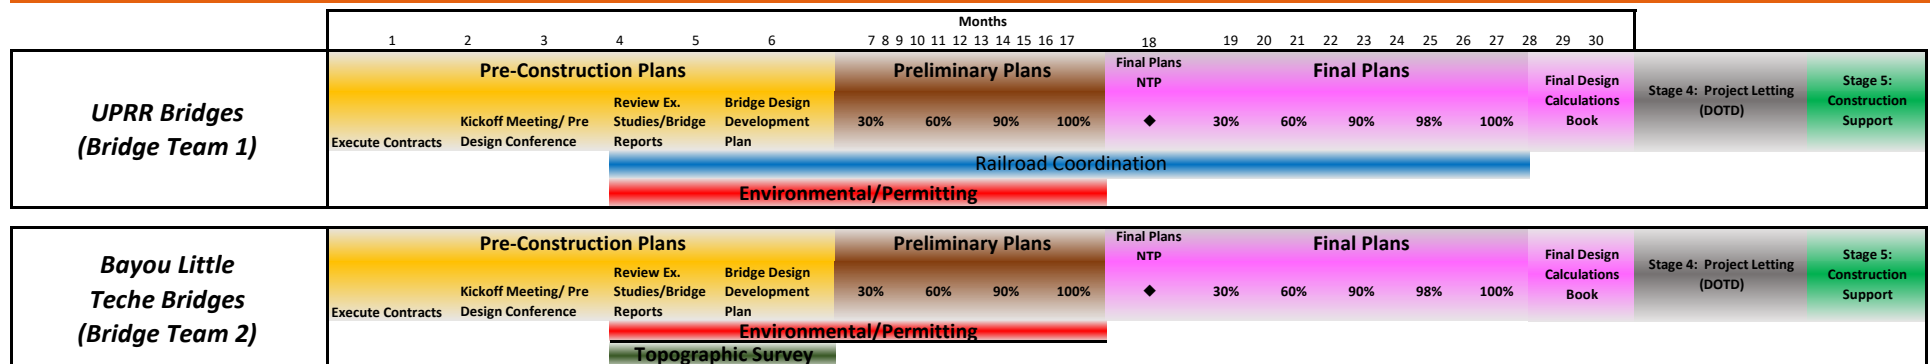 Months
1 2 3 4 5 6 7 8 9 10 11 12 13 14 15 16 17 18 19 20 21 22 23 24 25 26 27 28 29 30
UPRR Bridges
(Bridge Team 1)
Pre-Construction Plans
Execute Contracts
Kickoff Meeting/ Pre
Design Conference
Review Ex.
Studies/Bridge
Reports
Bridge Design
Development
Plan
Preliminary Plans
30% 60% 90% 100%
Final Plans
NTP
◆
Final Plans
30% 60% 90% 98% 100%
Final Design
Calculations
Book
Stage 4: Project Letting
(DOTD)
Stage 5:
Construction
Support
Railroad Coordination
Environmental/Permitting
Bayou Little
Teche Bridges
(Bridge Team 2)
Pre-Construction Plans
Execute Contracts
Kickoff Meeting/ Pre
Design Conference
Review Ex.
Studies/Bridge
Reports
Bridge Design
Development
Plan
Preliminary Plans
30% 60% 90% 100%
Final Plans
NTP
◆
Final Plans
30% 60% 90% 98% 100%
Final Design
Calculations
Book
Stage 4: Project Letting
(DOTD)
Stage 5:
Construction
Support
Environmental/Permitting
Topographic Survey